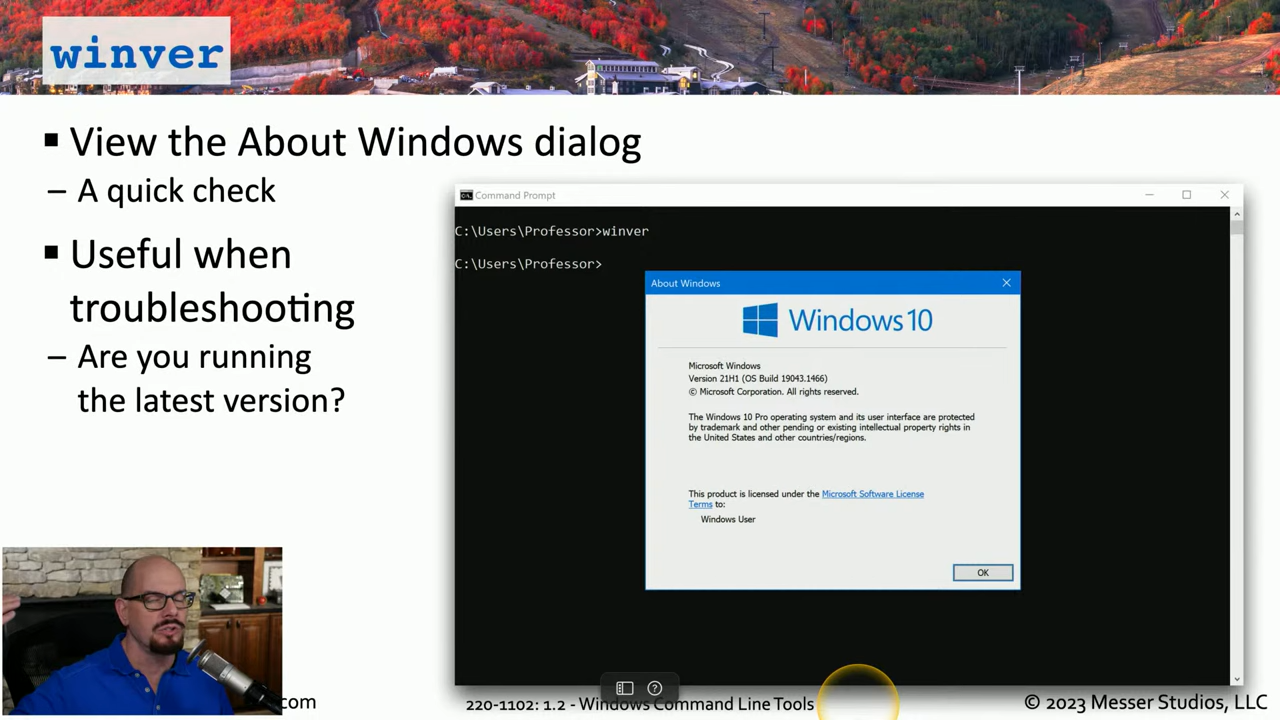 winver
▪ View the About Windows dialog
– A quick check
▪ Useful when
troubleshooting
– Are you running
the latest version?
Command Prompt
C:\Users\Professor>winver
C:\Users\Professor>
About Windows
Windows 10
Microsoft Windows
Version 21H1 (OS Build 19043.1466)
© Microsoft Corporation. All rights reserved.
The Windows 10 Pro operating system and its user interface are protected
by trademark and other pending or existing intellectual property rights in
the United States and other countries/regions.
This product is licensed under the Microsoft Software License
Terms to:
Windows User
OK
com
220-1102: 1.2 - Windows Command Line Tools
© 2023 Messer Studios, LLC